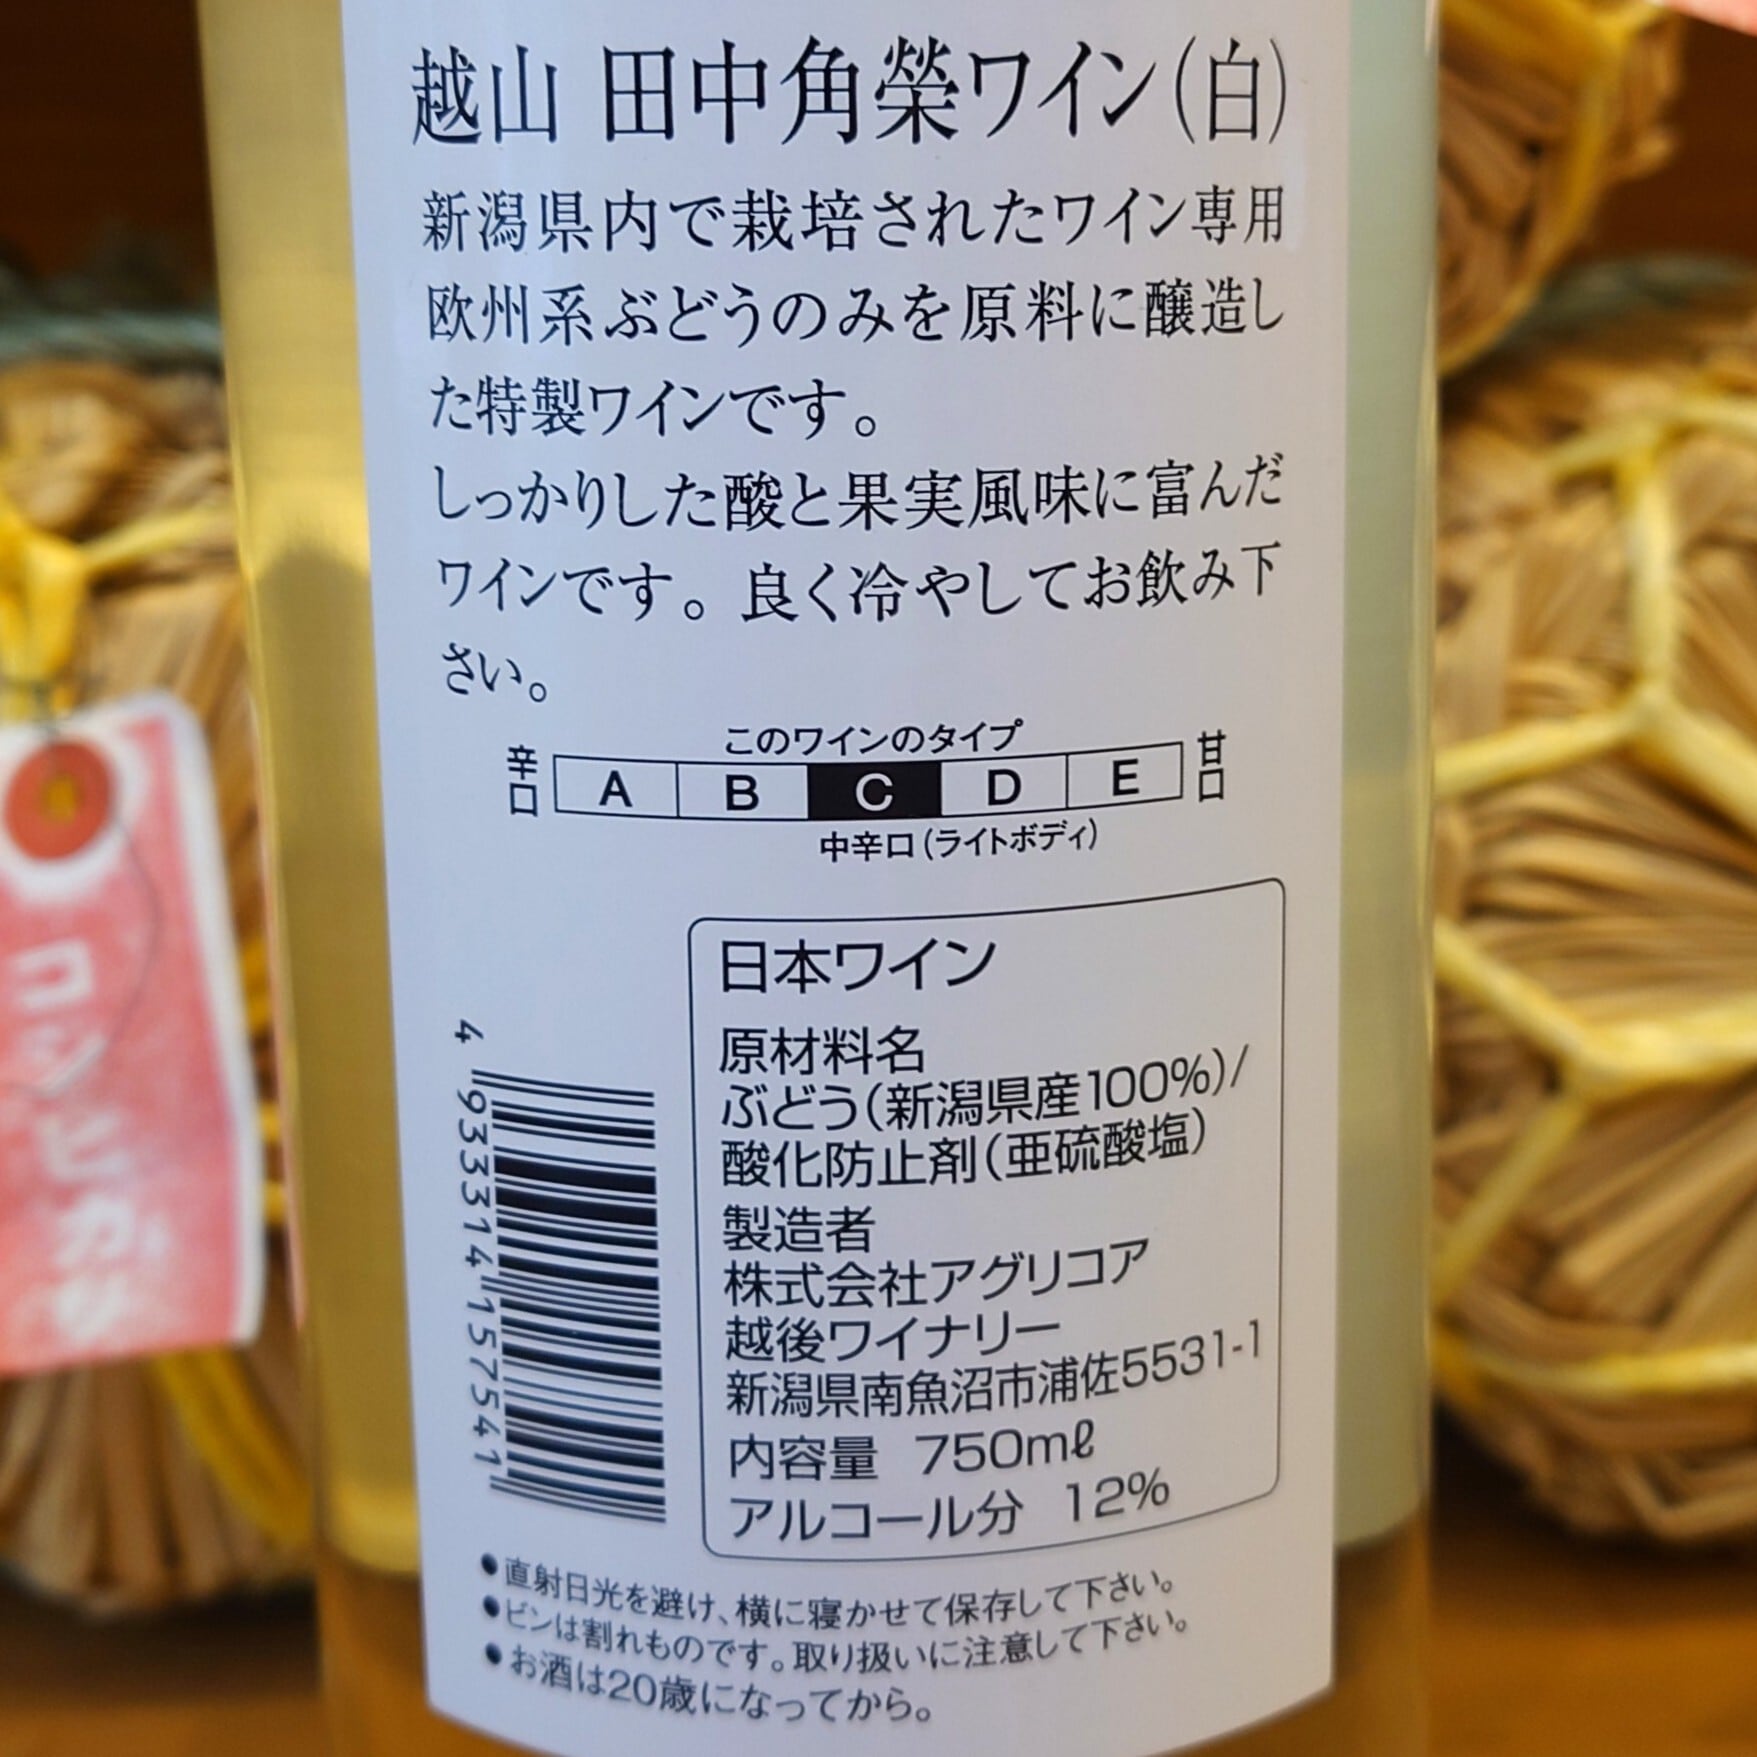 越山 田中角榮ワイン(白)
新潟県内で栽培されたワイン専用
欧州系ぶどうのみを原料に醸造し
た特製ワインです。
しっかりした酸と果実風味に富んだ
ワインです。良く冷やしてお飲み下
さい。
このワインのタイプ
辛口 A B C D E 甘口
中辛口(ライトボディ)
日本ワイン
原材料名
ぶどう(新潟県産100%)/
酸化防止剤(亜硫酸塩)
製造者
株式会社アグリコア
越後ワイナリー
新潟県南魚沼市浦佐5531-1
内容量 750mℓ
アルコール分 12%
4 933314 157541
●直射日光を避け、横に寝かせて保存して下さい。
●ビンは割れものです。取り扱いに注意して下さい。
●お酒は20歳になってから。
コシヒカリ